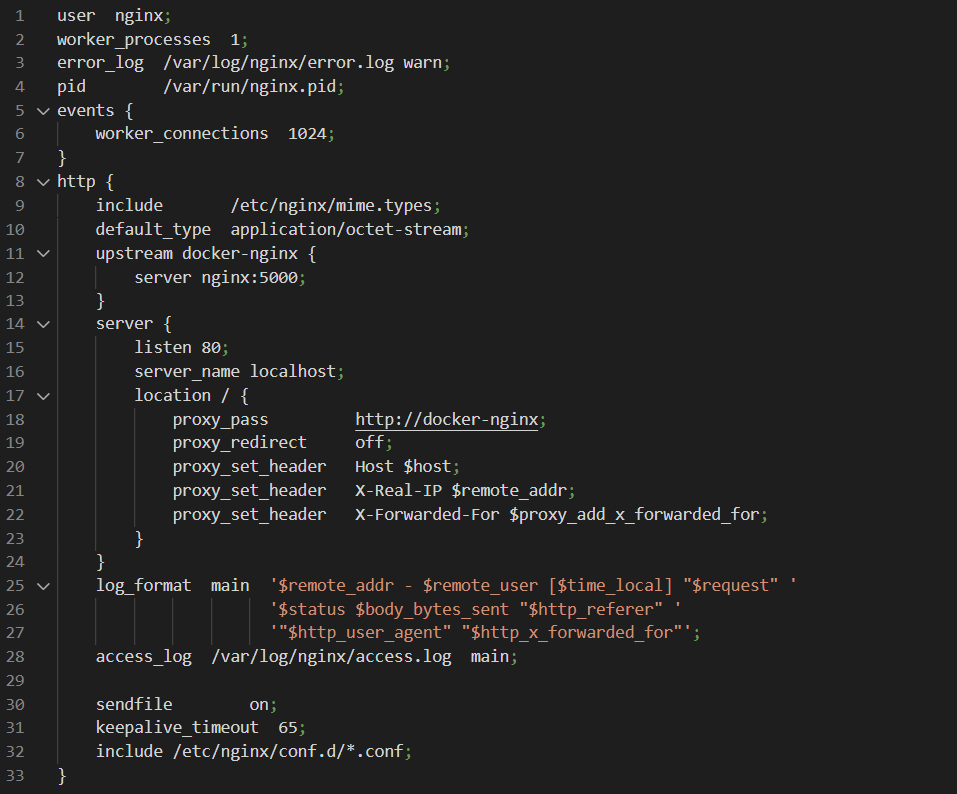 1 user  nginx;
2 worker_processes  1;
3 error_log  /var/log/nginx/error.log warn;
4 pid        /var/run/nginx.pid;
5 events {
6     worker_connections  1024;
7 }
8 http {
9     include       /etc/nginx/mime.types;
10     default_type  application/octet-stream;
11     upstream docker-nginx {
12         server nginx:5000;
13     }
14     server {
15         listen 80;
16         server_name localhost;
17         location / {
18             proxy_pass         http://docker-nginx;
19             proxy_redirect     off;
20             proxy_set_header   Host $host;
21             proxy_set_header   X-Real-IP $remote_addr;
22             proxy_set_header   X-Forwarded-For $proxy_add_x_forwarded_for;
23         }
24     }
25     log_format  main  '$remote_addr - $remote_user [$time_local] "$request" '
26                       '$status $body_bytes_sent "$http_referer" '
27                       '"$http_user_agent" "$http_x_forwarded_for"';
28     access_log  /var/log/nginx/access.log  main;
29
30     sendfile        on;
31     keepalive_timeout  65;
32     include /etc/nginx/conf.d/*.conf;
33 }